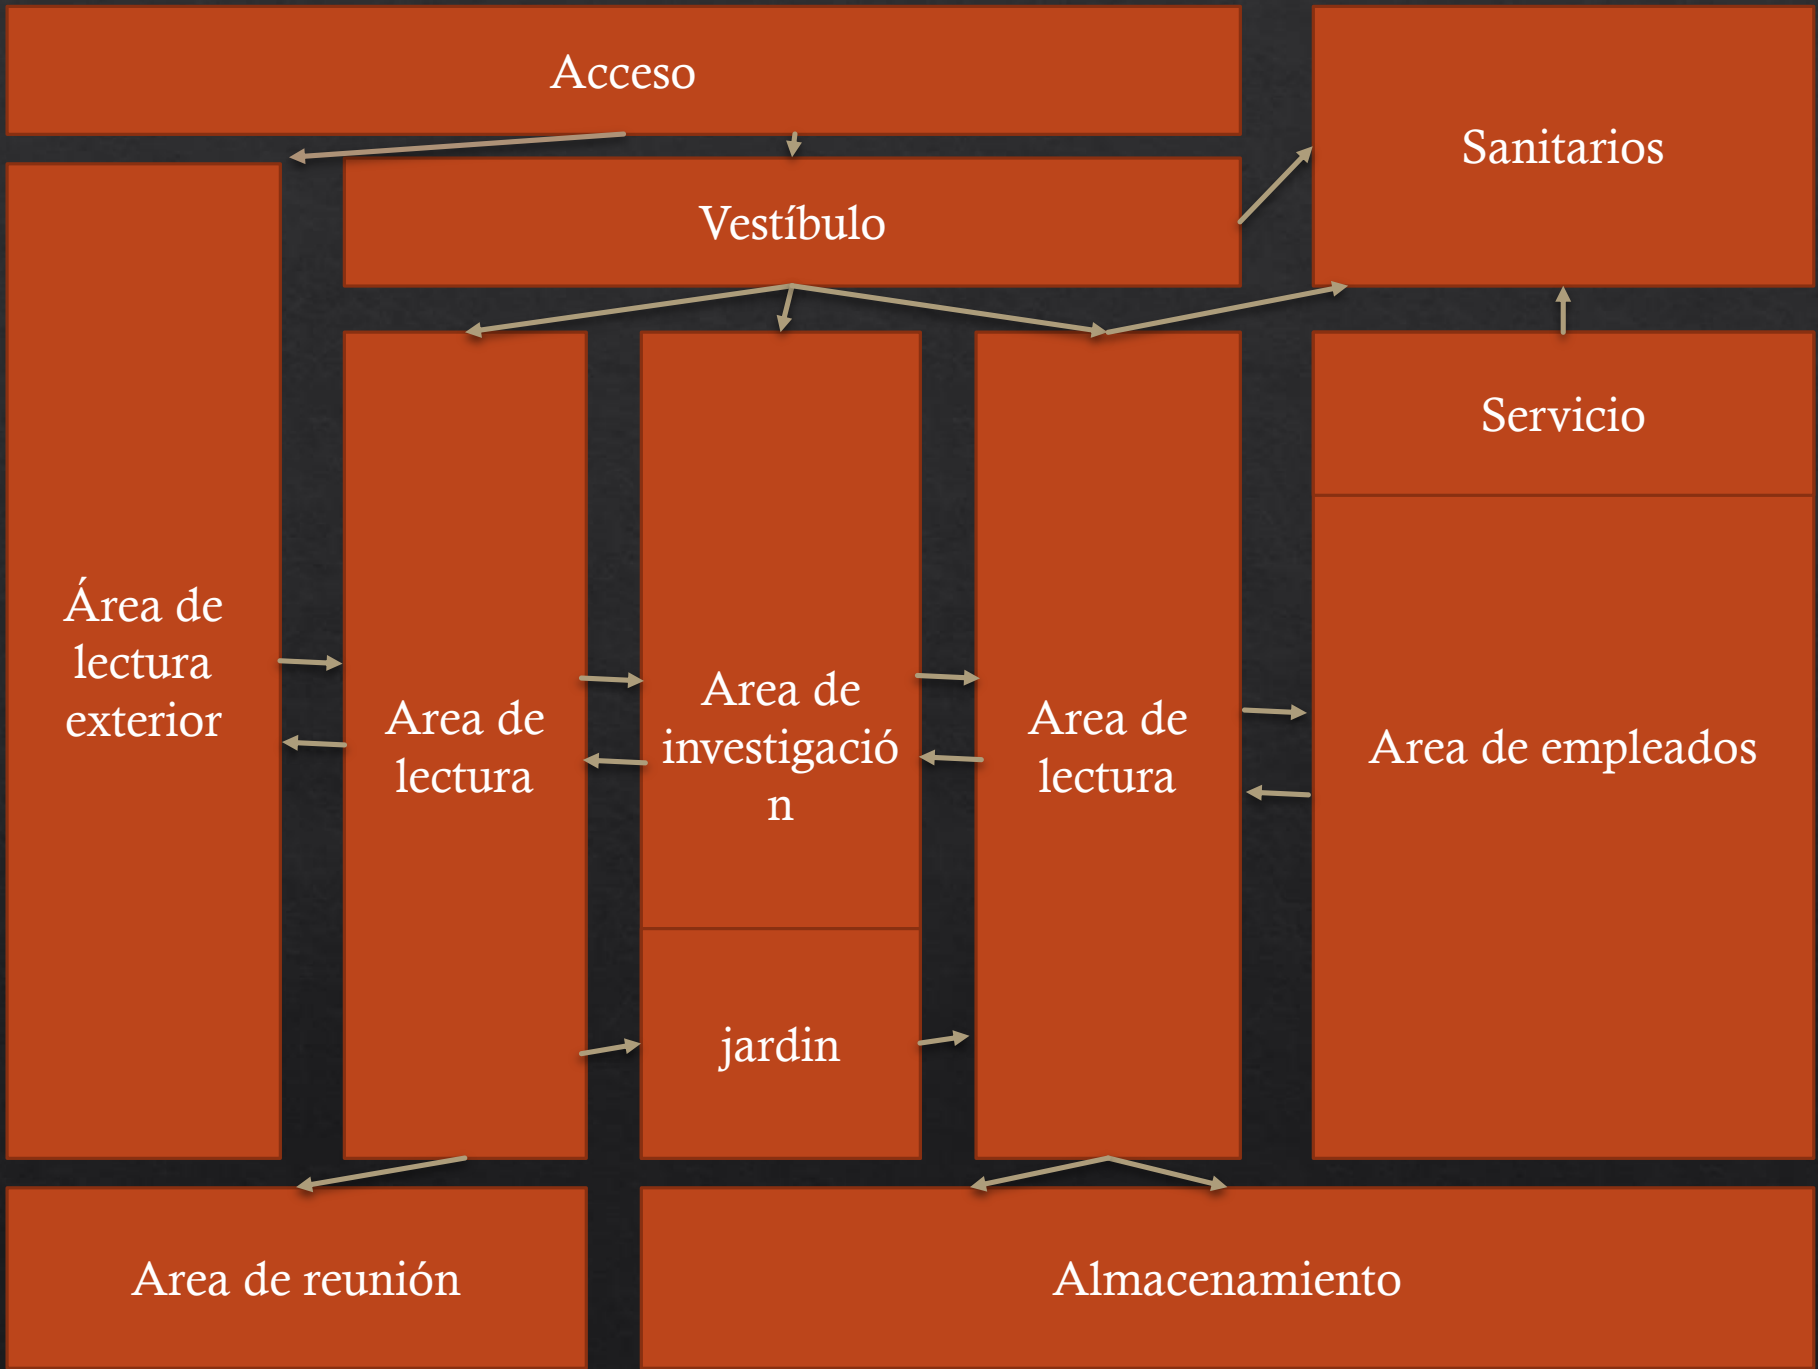 Acceso
Sanitarios
Vestíbulo
Servicio
Área de
lectura
exterior
Area de
lectura
Area de
investigació
n
Area de
lectura
Area de empleados
jardin
Area de reunión
Almacenamiento